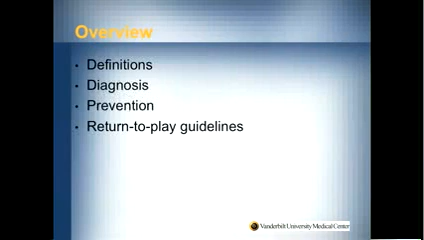 Overview
• Definitions
• Diagnosis
• Prevention
• Return-to-play guidelines
Vanderbilt University Medical Center